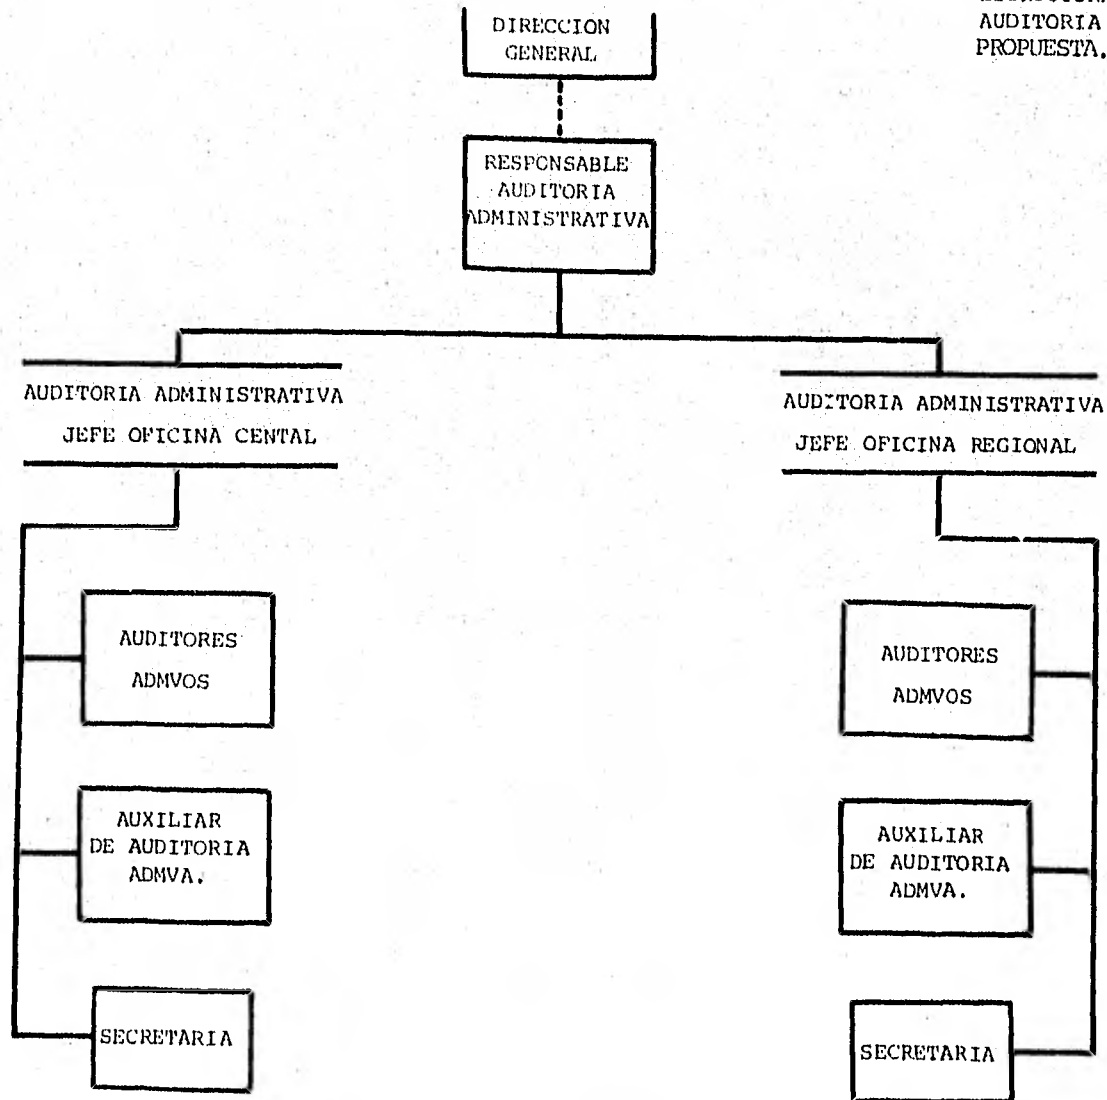 AUDITORIA
PROPUESTA.
DIRECCION
GENERAL
RESPONSABLE
AUDITORIA
ADMINISTRATIVA
AUDITORIA ADMINISTRATIVA
JEFE OFICINA CENTAL
AUDITORIA ADMINISTRATIVA
JEFE OFICINA REGIONAL
AUDITORES
ADMVOS
AUXILIAR
DE AUDITORIA
ADMVA.
SECRETARIA
AUDITORES
ADMVOS
AUXILIAR
DE AUDITORIA
ADMVA.
SECRETARIA